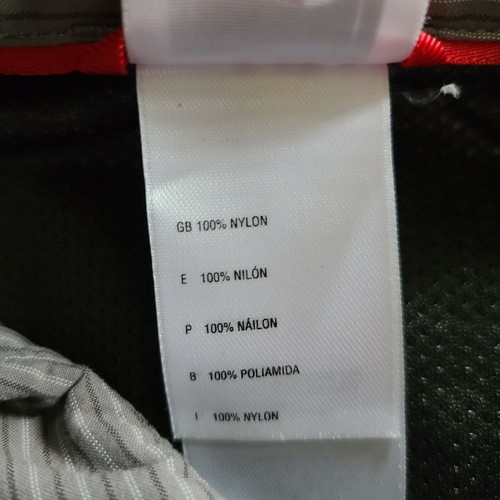 GB 100% NYLON
E 100% NILÓN
P 100% NÁILON
B 100% POLIAMIDA
I 100% NYLON